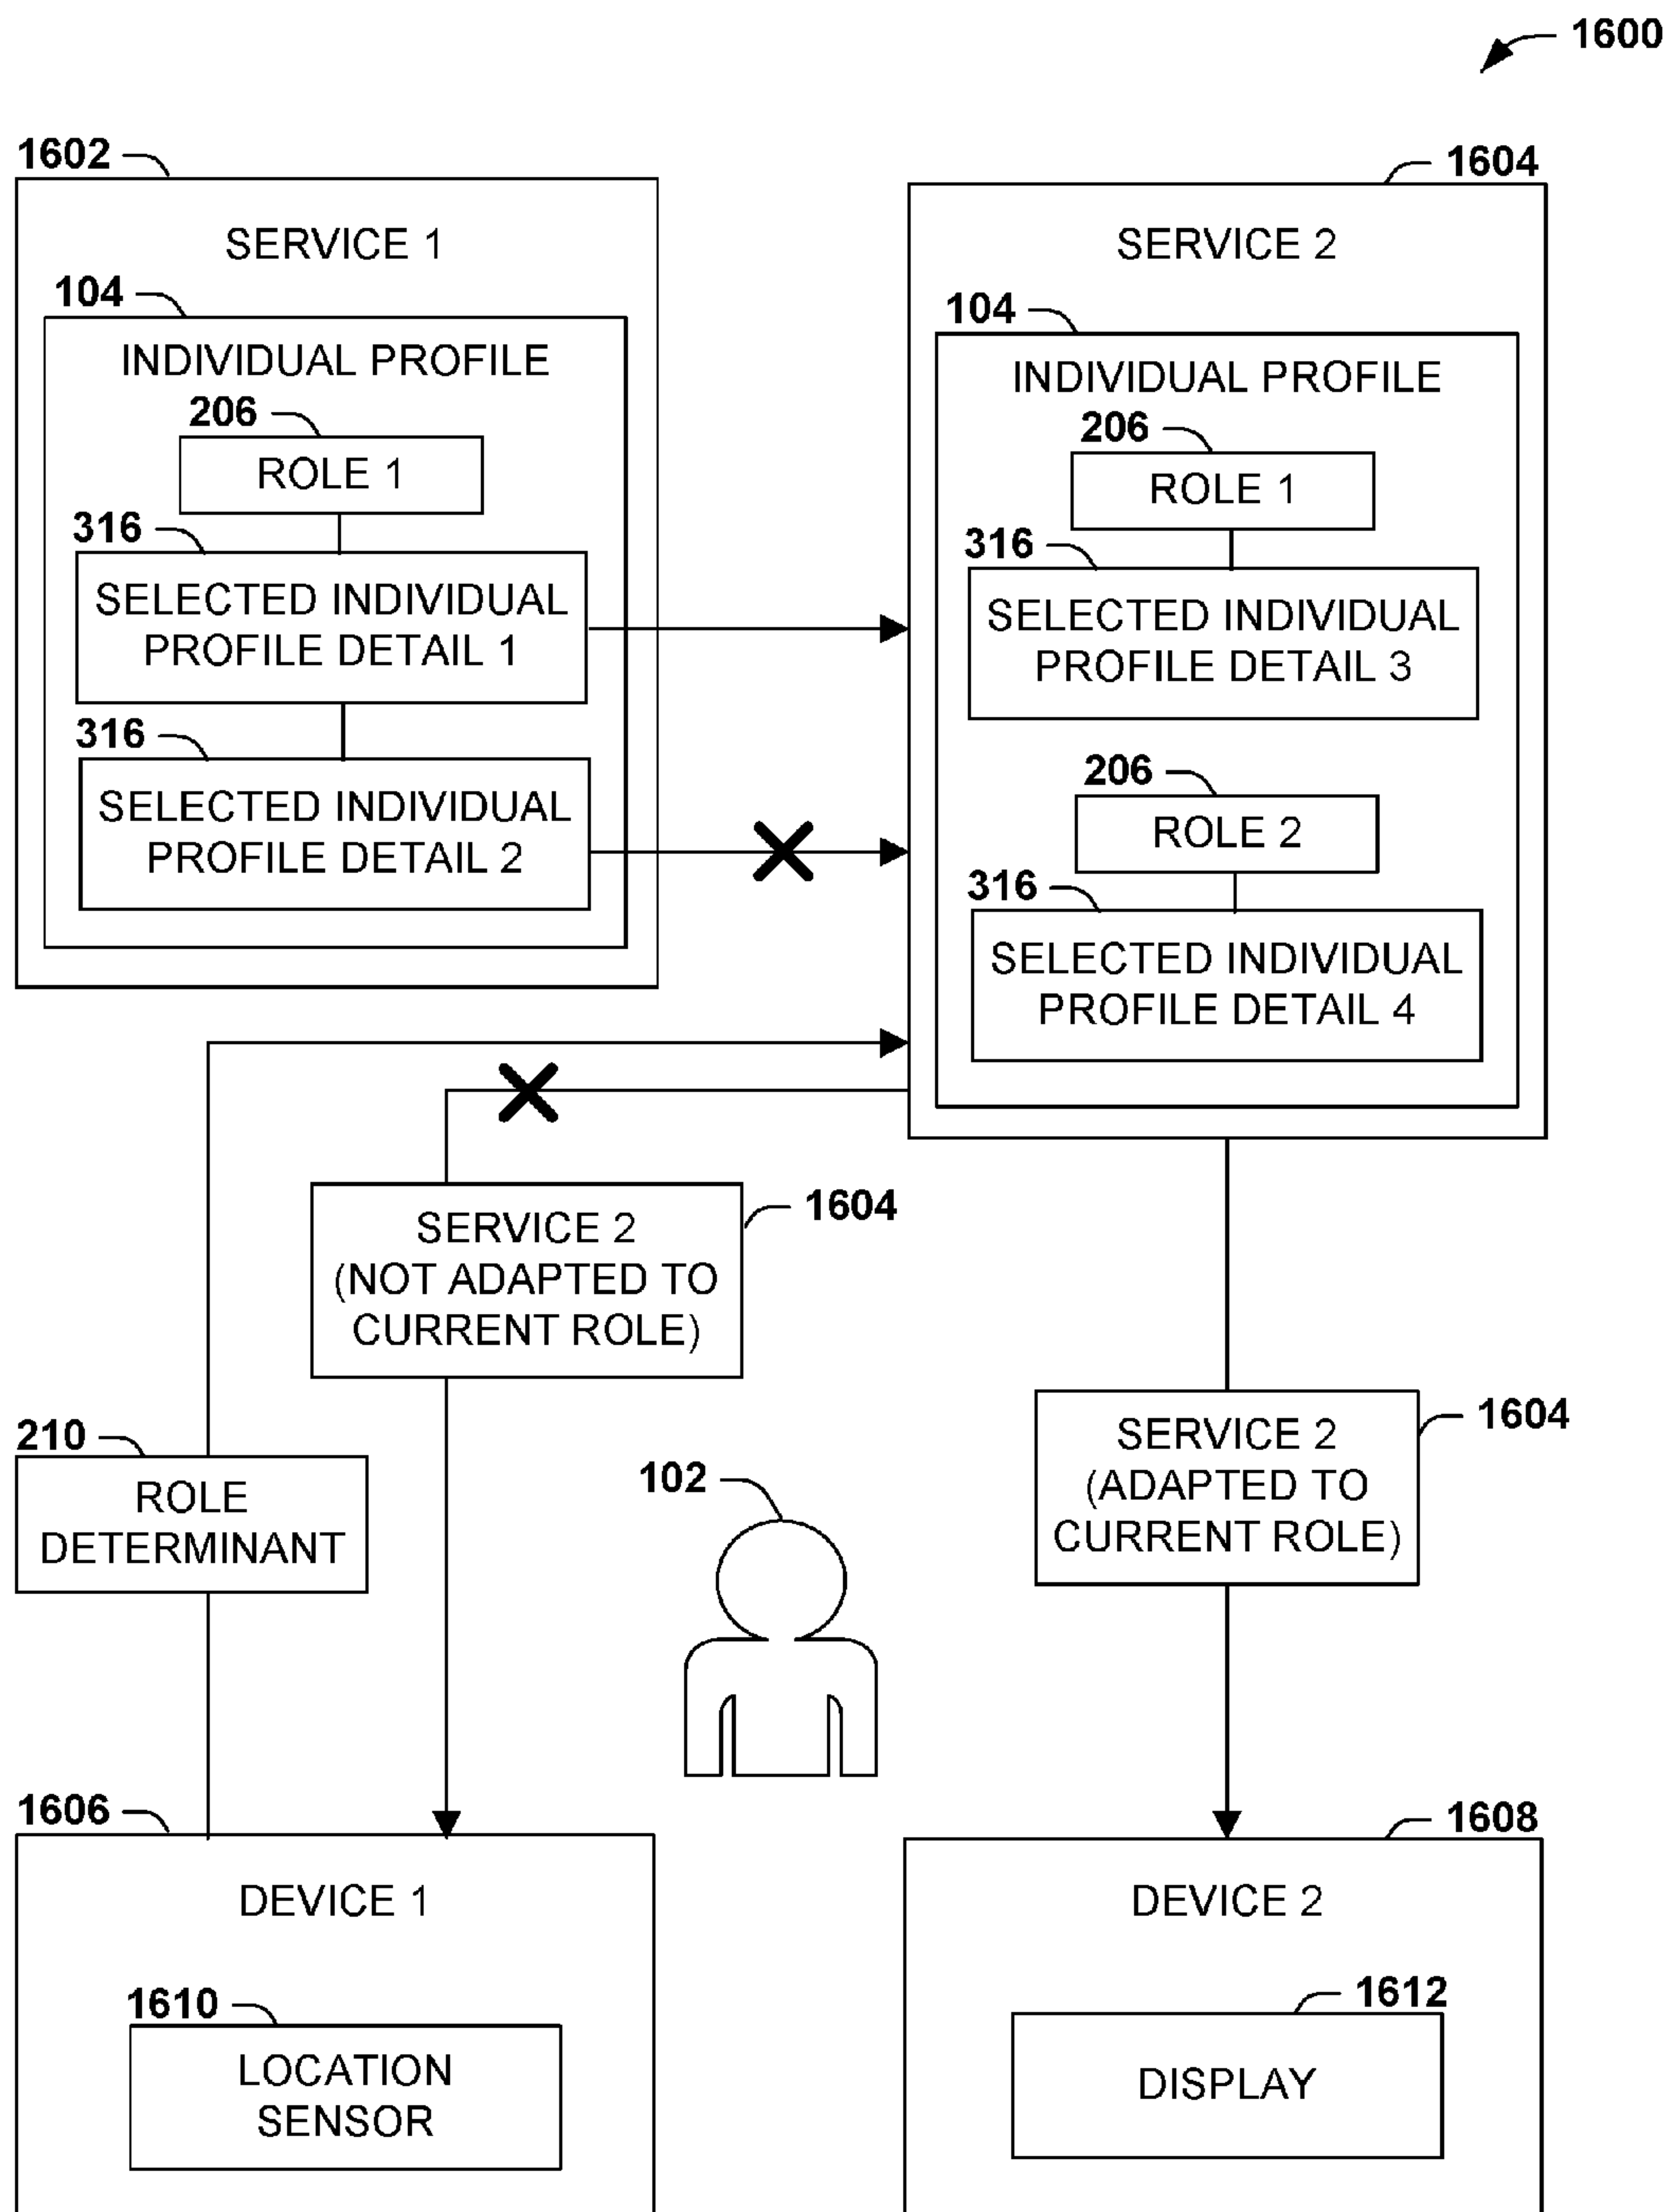 1600
1602
SERVICE 1
104
INDIVIDUAL PROFILE
206
ROLE 1
316
SELECTED INDIVIDUAL
PROFILE DETAIL 1
316
SELECTED INDIVIDUAL
PROFILE DETAIL 2
1604
SERVICE 2
104
INDIVIDUAL PROFILE
206
ROLE 1
316
SELECTED INDIVIDUAL
PROFILE DETAIL 3
206
ROLE 2
316
SELECTED INDIVIDUAL
PROFILE DETAIL 4
1604
SERVICE 2
(NOT ADAPTED TO
CURRENT ROLE)
1604
SERVICE 2
(ADAPTED TO
CURRENT ROLE)
210
ROLE
DETERMINANT
102
1606
DEVICE 1
1610
LOCATION
SENSOR
1608
DEVICE 2
1612
DISPLAY